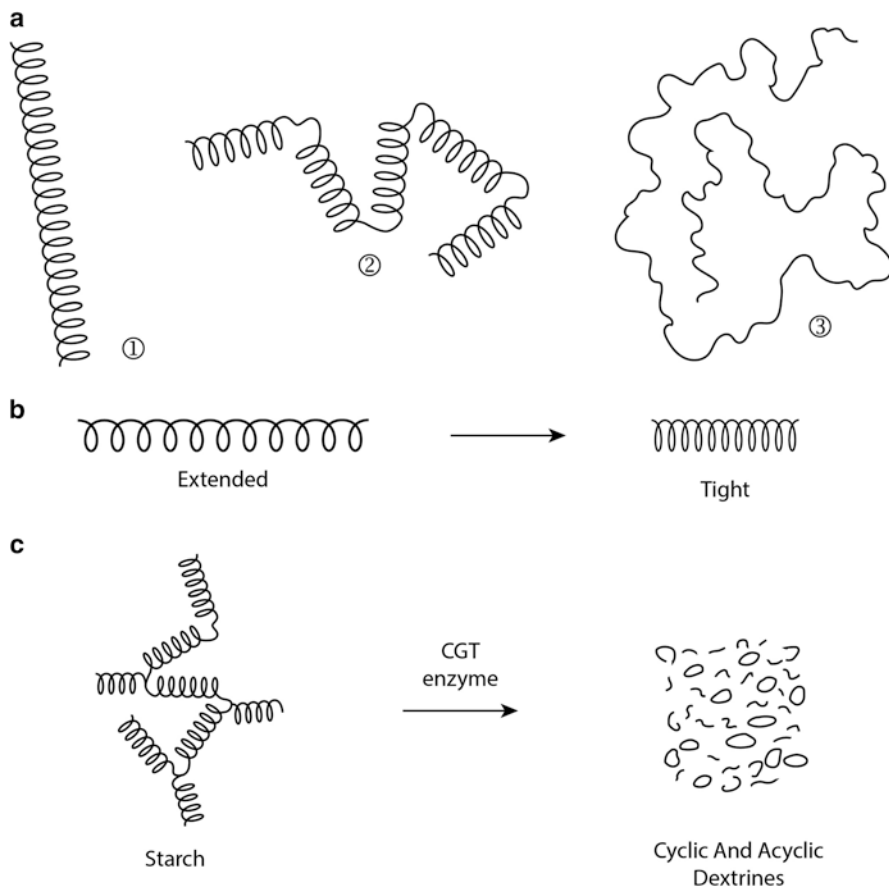 a
①
②
③
b
Extended
Tight
c
CGT
enzyme
Starch
Cyclic And Acyclic
Dextrines